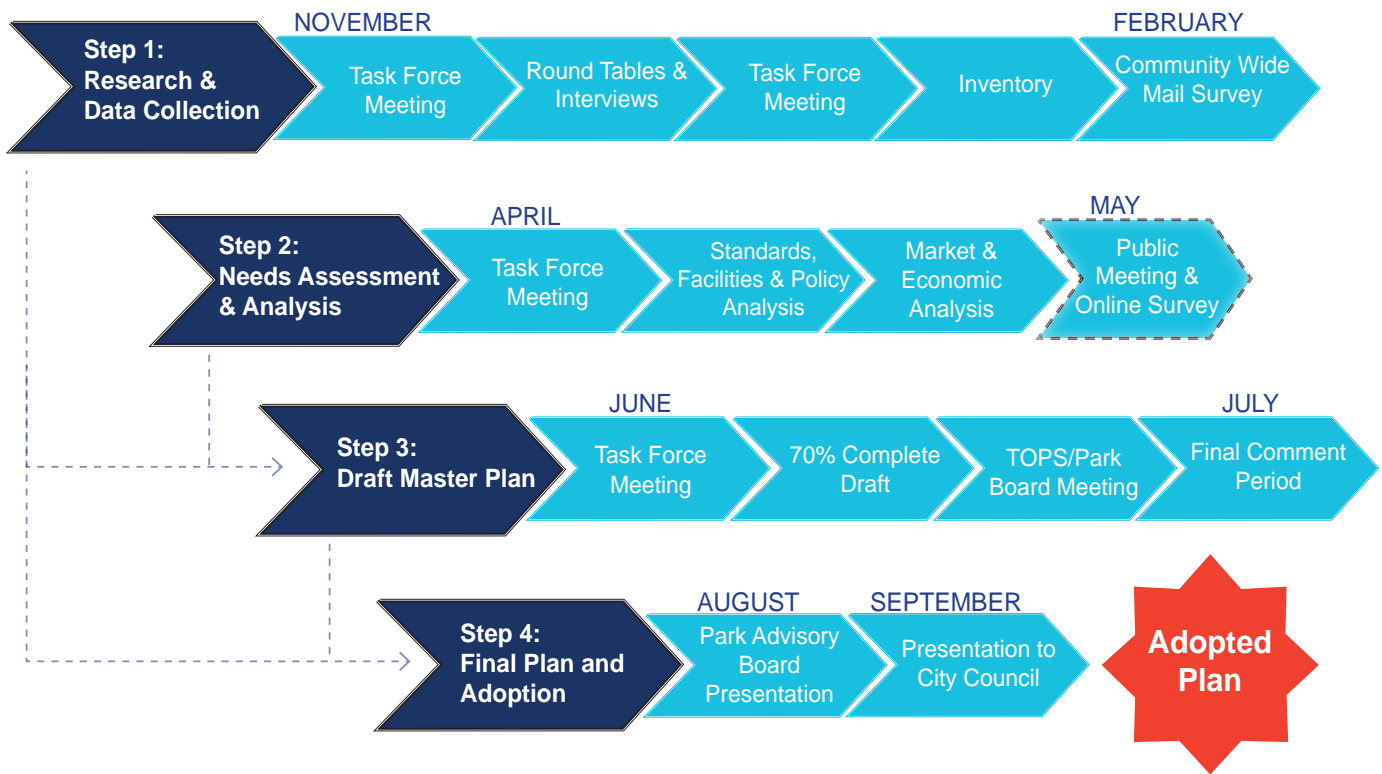 NOVEMBER
FEBRUARY
Step 1:
Research &
Data Collection
Task Force
Meeting
Round Tables &
Interviews
Task Force
Meeting
Inventory
Community Wide
Mail Survey
APRIL
MAY
Step 2:
Needs Assessment
& Analysis
Task Force
Meeting
Standards,
Facilities & Policy
Analysis
Market &
Economic
Analysis
Public
Meeting &
Online Survey
JUNE
JULY
Step 3:
Draft Master Plan
Task Force
Meeting
70% Complete
Draft
TOPS/Park
Board Meeting
Final Comment
Period
AUGUST
SEPTEMBER
Step 4:
Final Plan and
Adoption
Park Advisory
Board
Presentation
Presentation to
City Council
Adopted
Plan